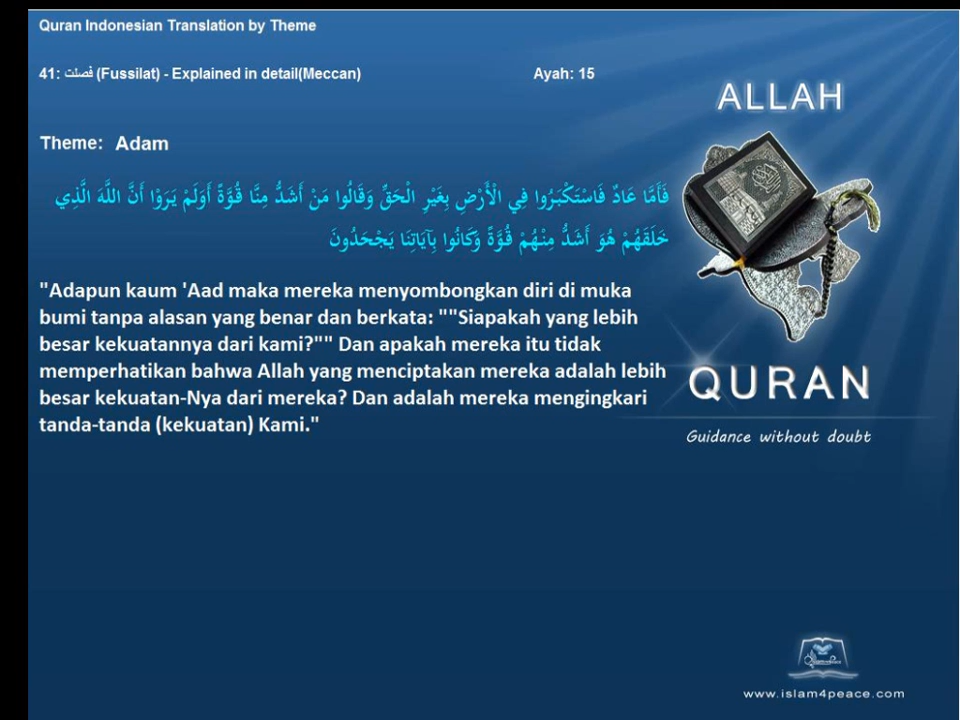 Quran Indonesian Translation by Theme
41: فصلت (Fussilat) - Explained in detail(Meccan) Ayah: 15
Theme: Adam
فَأَمَّا عَادٌ فَاسْتَكْبَرُوا فِي الْأَرْضِ بِغَيْرِ الْحَقِّ وَقَالُوا مَنْ أَشَدُّ مِنَّا قُوَّةً أَوَلَمْ يَرَوْا أَنَّ اللَّهَ الَّذِي
خَلَقَهُمْ هُوَ أَشَدُّ مِنْهُمْ قُوَّةً وَكَانُوا بِآيَاتِنَا يَجْحَدُونَ
"Adapun kaum 'Aad maka mereka menyombongkan diri di muka
bumi tanpa alasan yang benar dan berkata: ""Siapakah yang lebih
besar kekuatannya dari kami?"" Dan apakah mereka itu tidak
memperhatikan bahwa Allah yang menciptakan mereka adalah lebih
besar kekuatan-Nya dari mereka? Dan adalah mereka mengingkari
tanda-tanda (kekuatan) Kami."
ALLAH
QURAN
Guidance without doubt
www.islam4peace.com